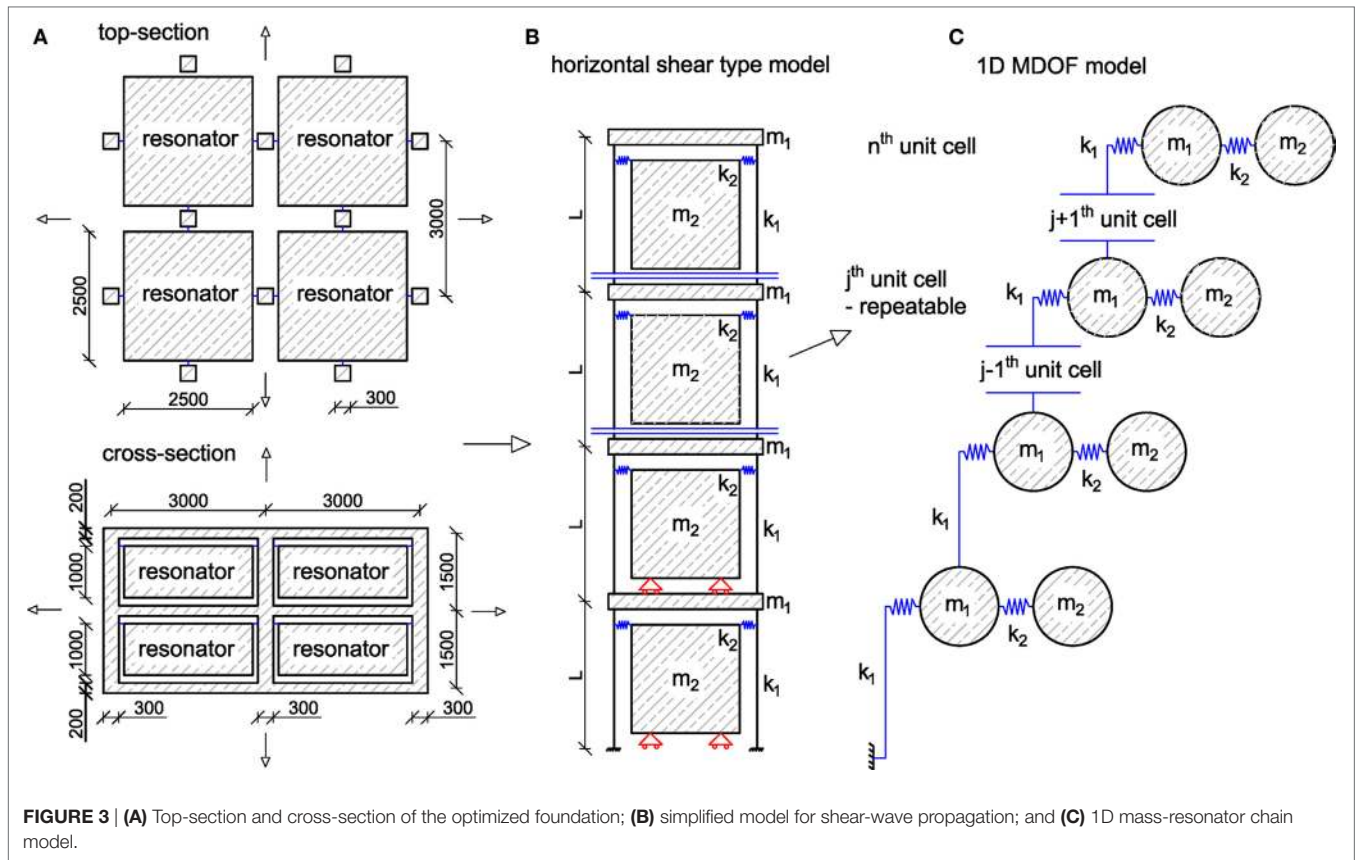 A
top-section
resonator
resonator
resonator
resonator
3000
2500
2500
300
cross-section
3000
3000
200
1000
1000
200
resonator
resonator
resonator
resonator
1500
1500
300
300
300
B
horizontal shear type model
m1
k2
m2
k1
L
m1
k2
m2
k1
L
m1
k2
m2
k1
L
m1
k2
m2
k1
L
jth unit cell
- repeatable
C
1D MDOF model
nth unit cell
k1
m1
m2
k2
j+1th unit cell
k1
m1
m2
k2
j-1th unit cell
m1
m2
k2
k1
m1
m2
k2
k1
FIGURE 3 | (A) Top-section and cross-section of the optimized foundation; (B) simplified model for shear-wave propagation; and (C) 1D mass-resonator chain
model.